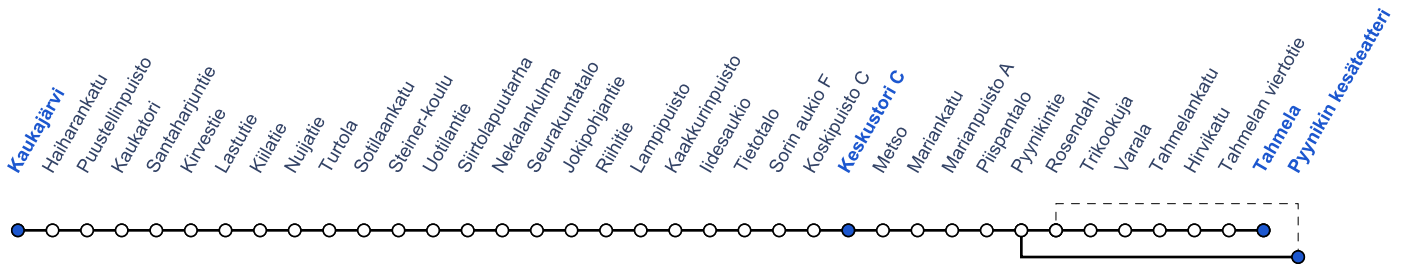 Kaukajärvi
Haiharankatu
Puustellinpuisto
Kaukatori
Santaharjuntie
Kirvestie
Lastutie
Kiilatie
Nuijatie
Turtola
Sotilaankatu
Steiner-koulu
Uotilantie
Siirtolapuutarha
Nekalankulma
Seurakuntatalo
Jokipohjantie
Riihitie
Lampipuisto
Kaakkurinpuisto
Iidesaukio
Tietotalo
Sorin aukio F
Koskipuisto C
Keskustori C
Metso
Mariankatu
Marianpuisto A
Piispantalo
Pyynikintie
Rosendahl
Trikookuja
Varala
Tahmelankatu
Hirvikatu
Tahmelan viertotie
Tahmela
Pyynikin kesäteatteri